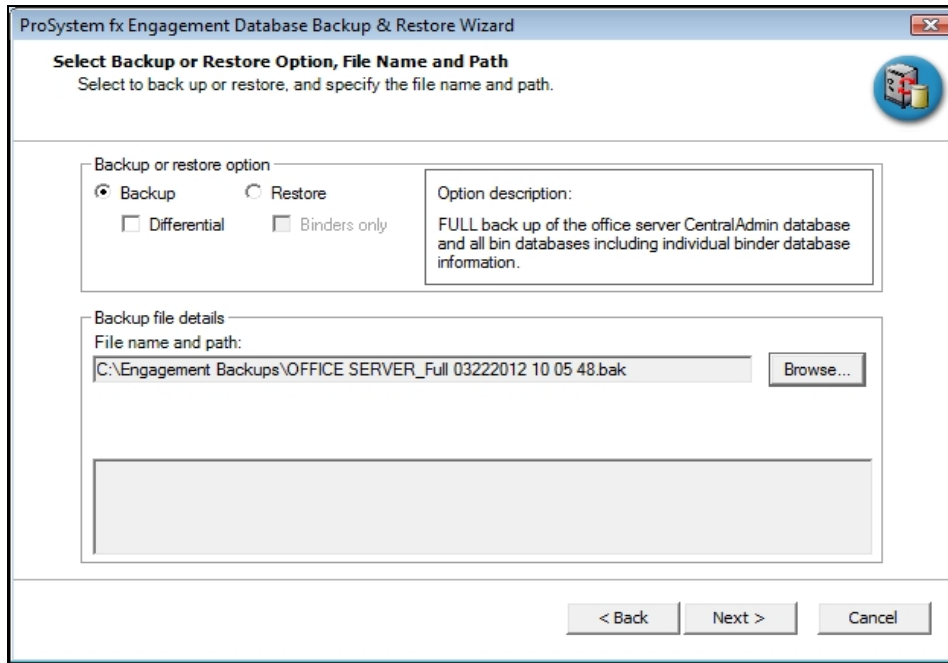 ProSystem fx Engagement Database Backup & Restore Wizard
Select Backup or Restore Option, File Name and Path
Select to back up or restore, and specify the file name and path.
Backup or restore option
Backup
Restore
Differential
Binders only
Option description:
FULL back up of the office server CentralAdmin database
and all bin databases including individual binder database
information.
Backup file details
File name and path:
C:\Engagement Backups\OFFICE SERVER_Full 03222012 10 05 48.bak
Browse...
< Back
Next >
Cancel